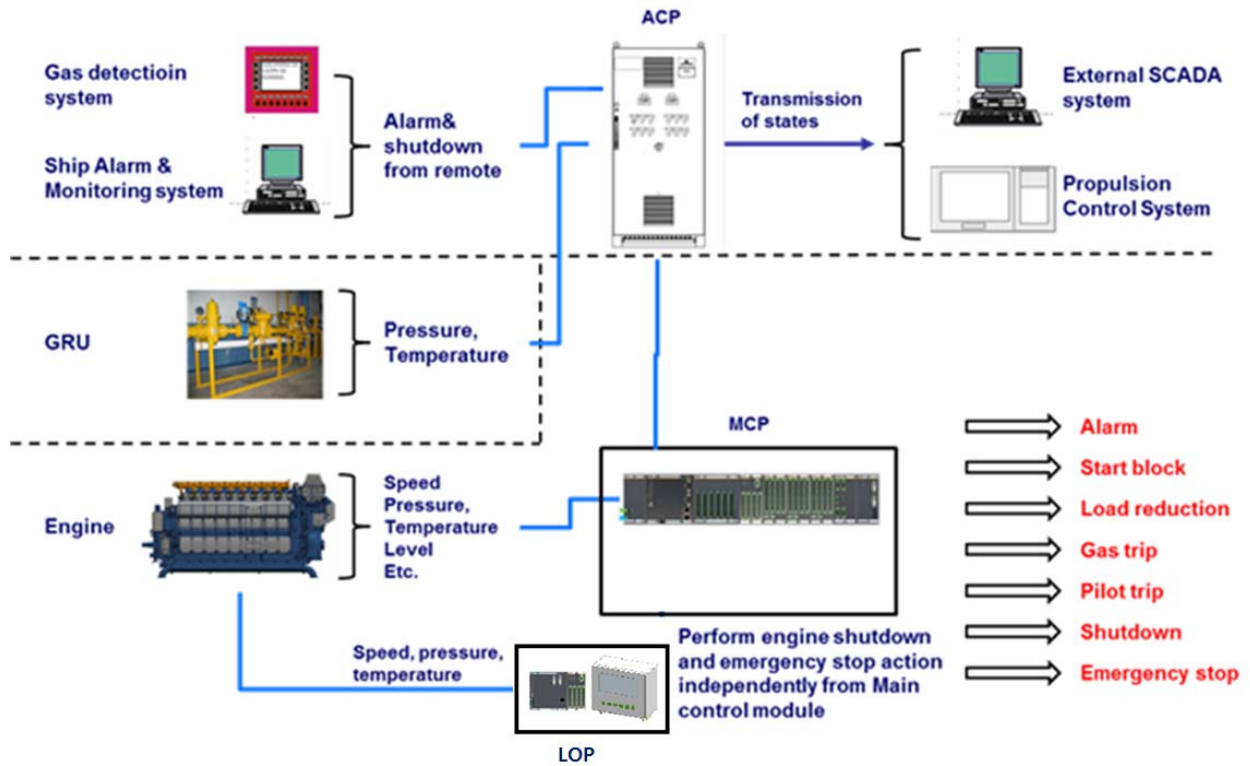 ACP
Gas detectioin
system
Ship Alarm &
Monitoring system
Alarm&
shutdown
from remote
Transmission
of states
External SCADA
system
Propulsion
Control System
GRU
Pressure,
Temperature
MCP
Engine
Speed
Pressure,
Temperature
Level
Etc.
Alarm
Start block
Load reduction
Gas trip
Pilot trip
Shutdown
Emergency stop
Speed, pressure,
temperature
Perform engine shutdown
and emergency stop action
independently from Main
control module
LOP